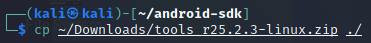 ┌──(kali㉿kali)-[~/android-sdk]
└─$ cp ~/Downloads/tools_r25.2.3-linux.zip ./